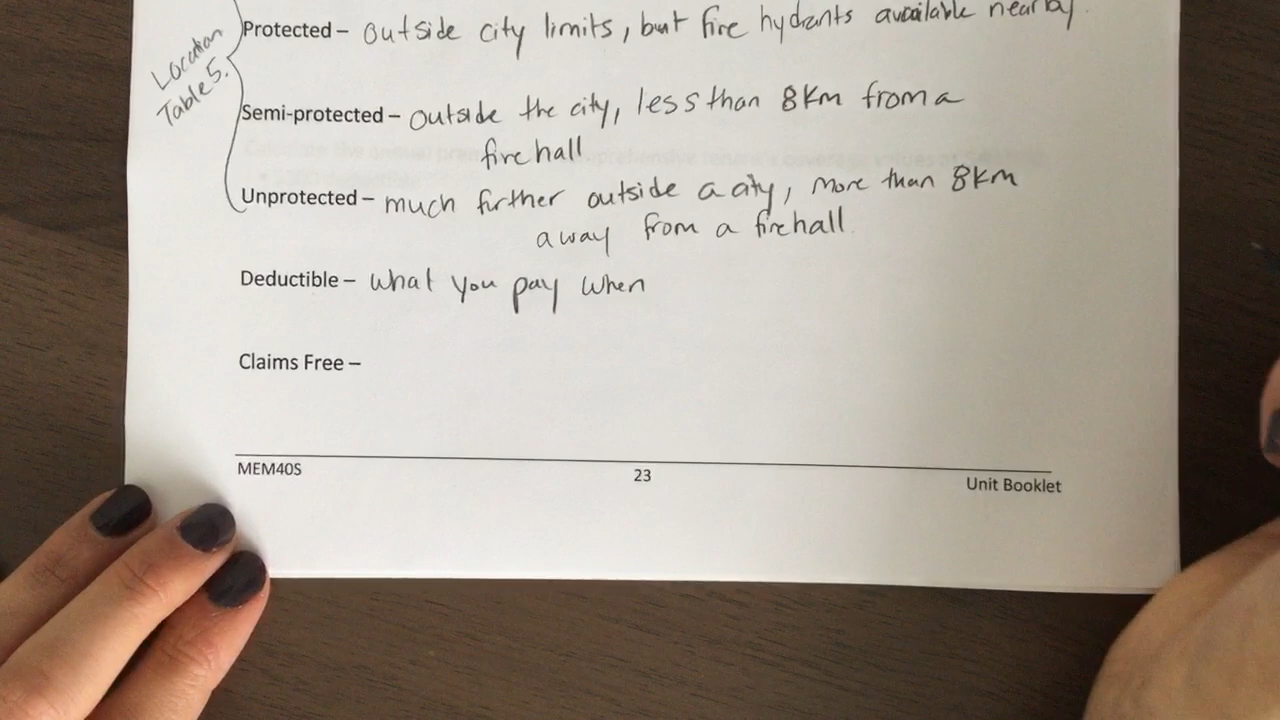 Location
Table 5.
Protected – outside city limits, but fire hydrants available nearby.
Semi-protected – outside the city, less than 8km from a
fire hall
Unprotected – much further outside a city, more than 8km
away from a firehall.
Deductible – what you pay when
Claims Free –
MEM40S 23 Unit Booklet